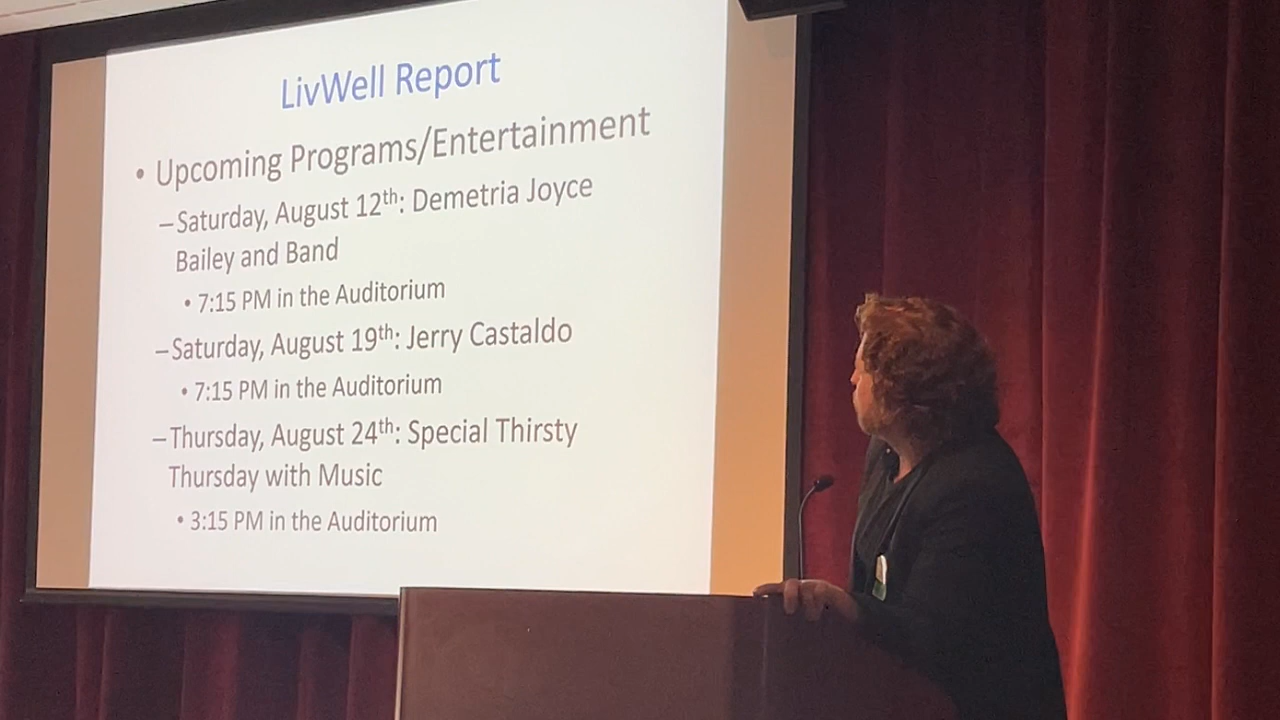 LivWell Report
• Upcoming Programs/Entertainment
–Saturday, August 12th: Demetria Joyce
Bailey and Band
• 7:15 PM in the Auditorium
–Saturday, August 19th: Jerry Castaldo
• 7:15 PM in the Auditorium
–Thursday, August 24th: Special Thirsty
Thursday with Music
• 3:15 PM in the Auditorium